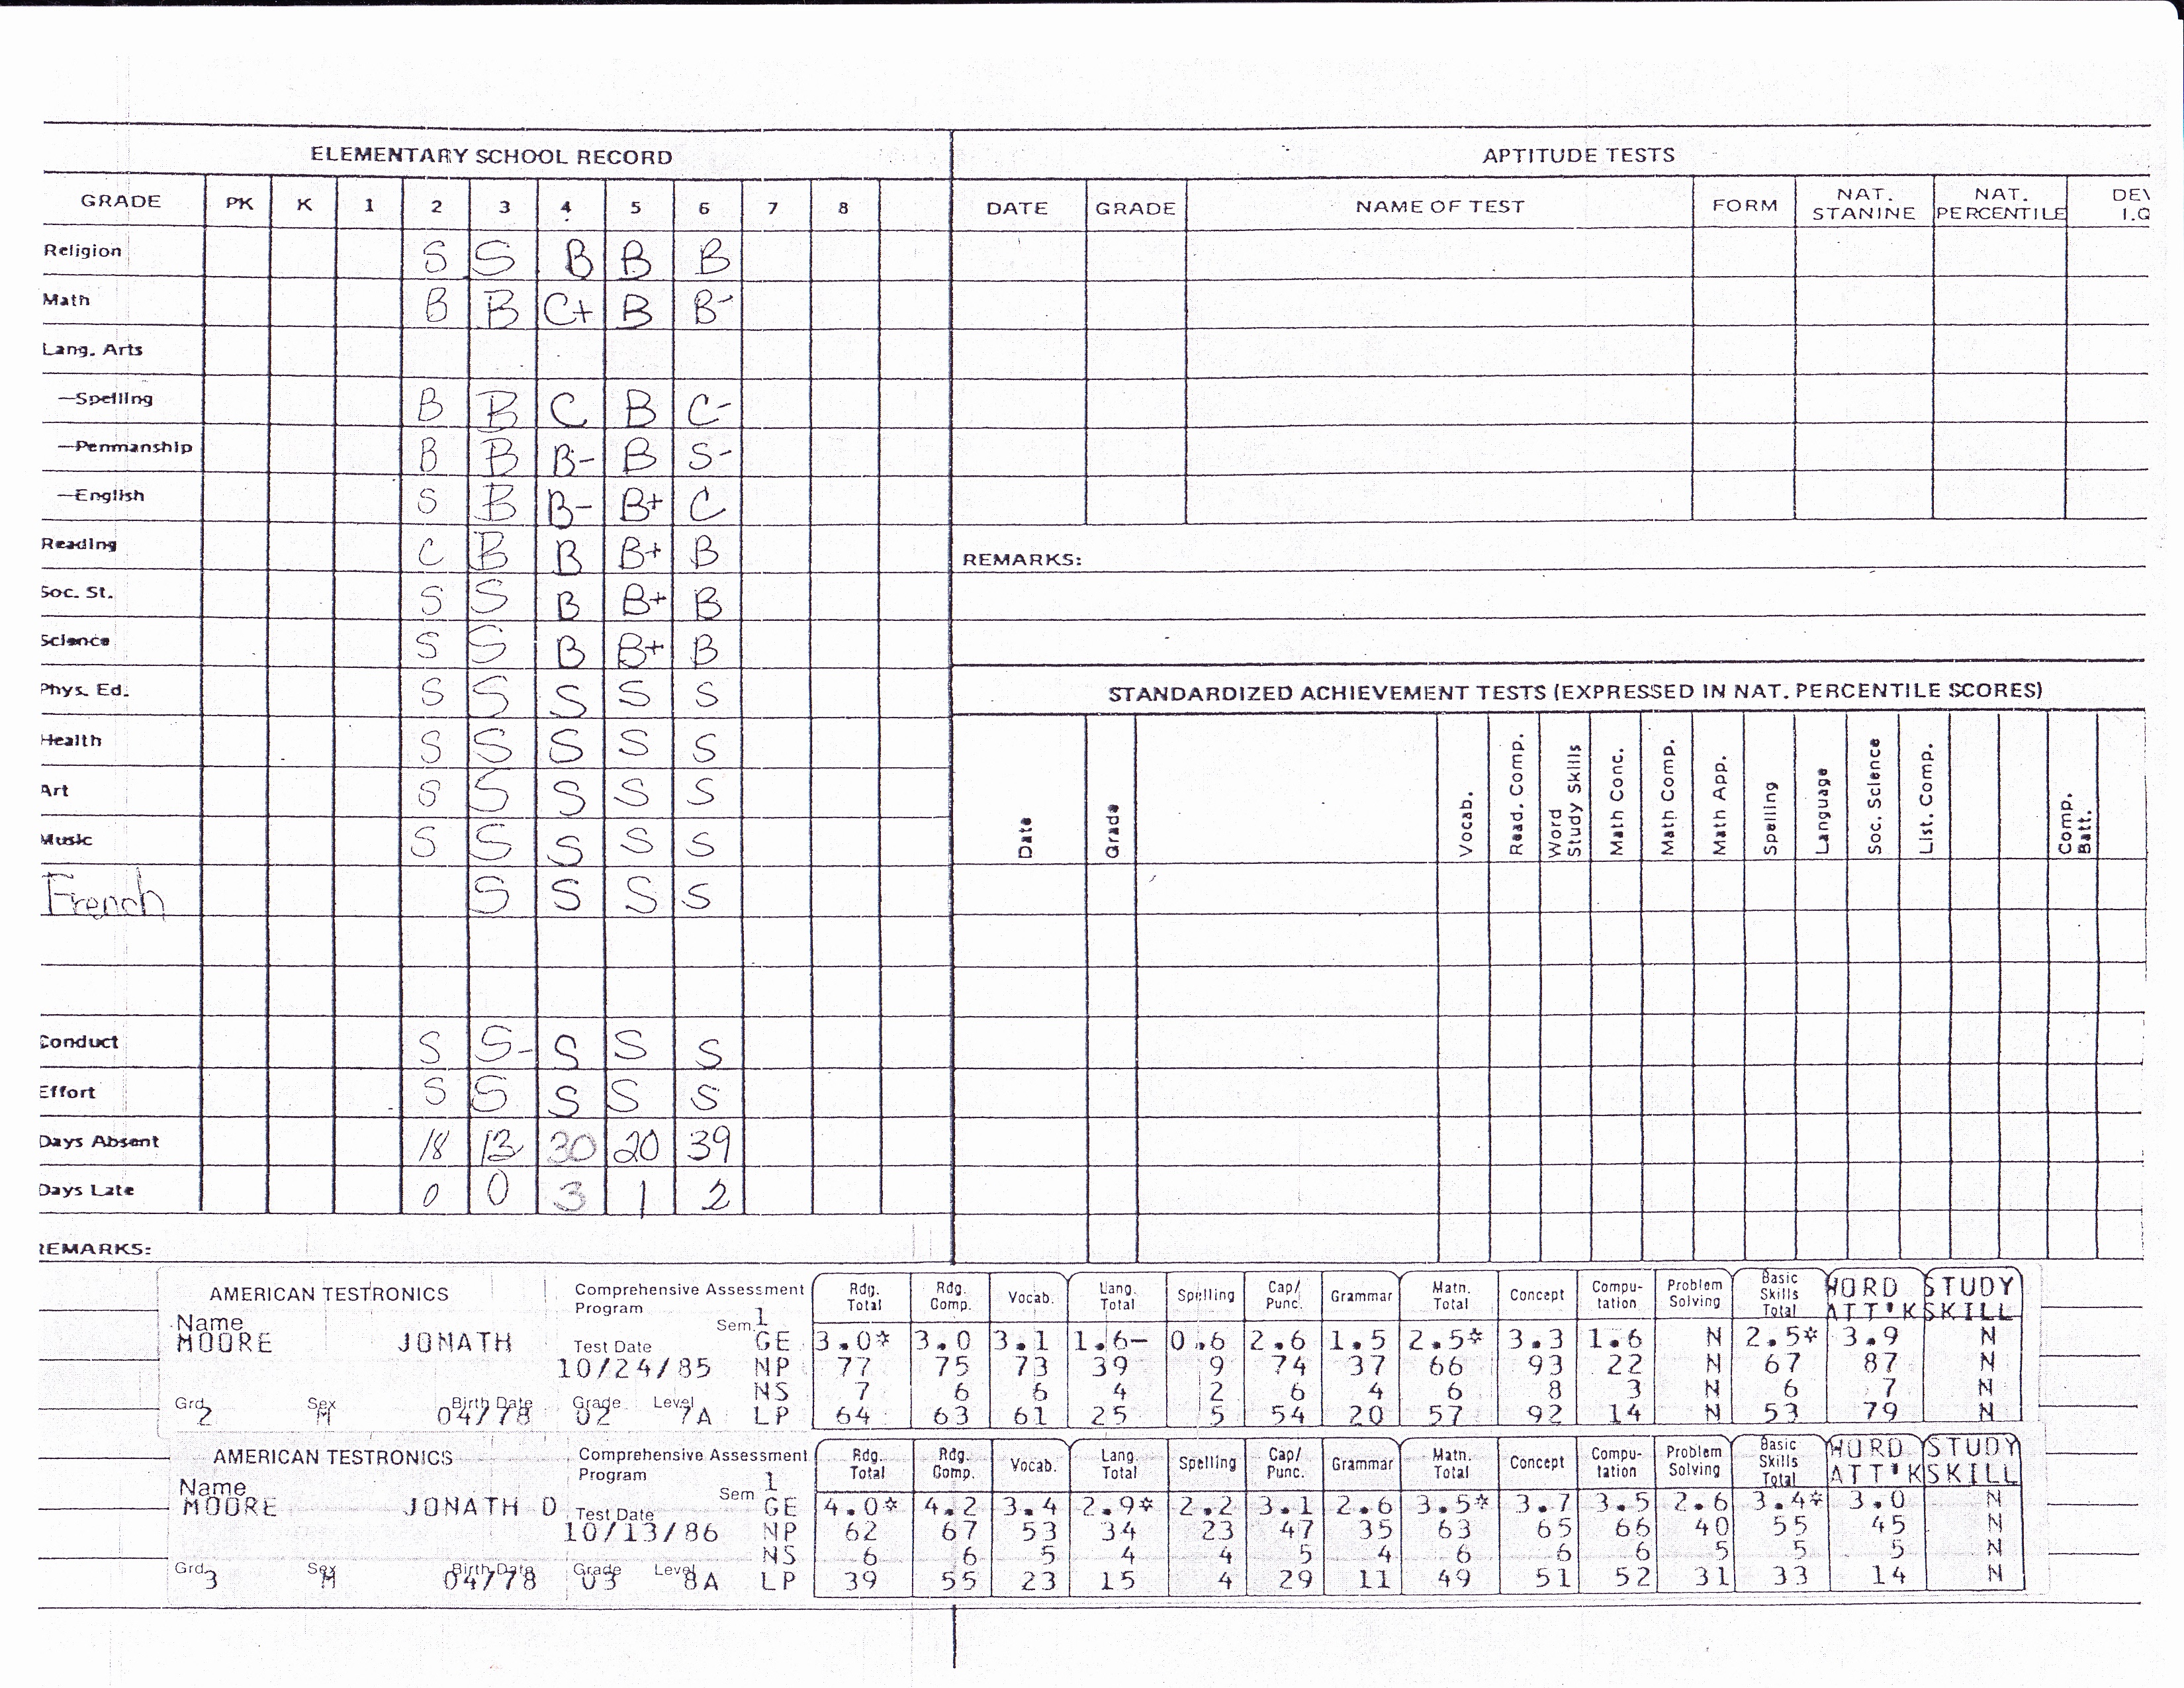 ELEMENTARY SCHOOL RECORD
GRADE PK K 1 2 3 4 5 6 7 8
Religion S S B B B
Math B B C+ B B-
Lang. Arts
—Spelling B B C B C-
—Penmanship B B B- B S-
—English S B B- B+ C
Reading C B B B+ B
Soc. St. S S B B+ B
Science S S B B+ B
Phys. Ed. S S S S S
Health S S S S S
Art S S S S S
Music S S S S S
French S S S S
Conduct S S- S S S
Effort S S S S S
Days Absent 18 13 30 20 39
Days Late 0 0 3 1 2
REMARKS:
APTITUDE TESTS
DATE GRADE NAME OF TEST FORM NAT. STANINE NAT. PERCENTILE DEV I.Q
REMARKS:
STANDARDIZED ACHIEVEMENT TESTS (EXPRESSED IN NAT. PERCENTILE SCORES)
Date Grade Vocab. Read. Comp. Word Study Skills Math Conc. Math Comp. Math App. Spelling Language Soc. Science List. Comp. Comp. Batt.
AMERICAN TESTRONICS Comprehensive Assessment Program Rdg. Total Rdg. Comp. Vocab. Lang. Total Spelling Cap/ Punc. Grammar Math. Total Concept Compu- tation Problem Solving Basic Skills Total WORD ATT'K STUDY SKILL
Name Sem. 1
MOORE JONATH Test Date GE 3.0* 3.0 3.1 1.6– 0.6 2.6 1.5 2.5* 3.3 1.6 N 2.5* 3.9 N
10/24/85 NP 77 75 73 39 9 74 37 66 93 22 N 67 87 N
NS 7 6 6 4 2 6 4 6 8 3 N 6 7 N
Grd. 2 Sex M Birth Date 04/78 Grade 02 Level 7A LP 64 63 61 25 5 54 20 57 92 14 N 53 79 N
AMERICAN TESTRONICS Comprehensive Assessment Program Rdg. Total Rdg. Comp. Vocab. Lang. Total Spelling Cap/ Punc. Grammar Math. Total Concept Compu- tation Problem Solving Basic Skills Total WORD ATT'K STUDY SKILL
Name Sem 1
MOORE JONATH D Test Date GE 4.0* 4.2 3.4 2.9* 2.2 3.1 2.6 3.5* 3.7 3.5 2.6 3.4* 3.0 N
10/13/86 NP 62 67 53 34 23 47 35 63 65 66 40 55 45 N
NS 6 6 5 4 4 5 4 6 6 6 5 5 5 N
Grd. 3 Sex M Birth Date 04/78 Grade 03 Level 8A LP 39 55 23 15 4 29 11 49 51 52 31 33 14 N